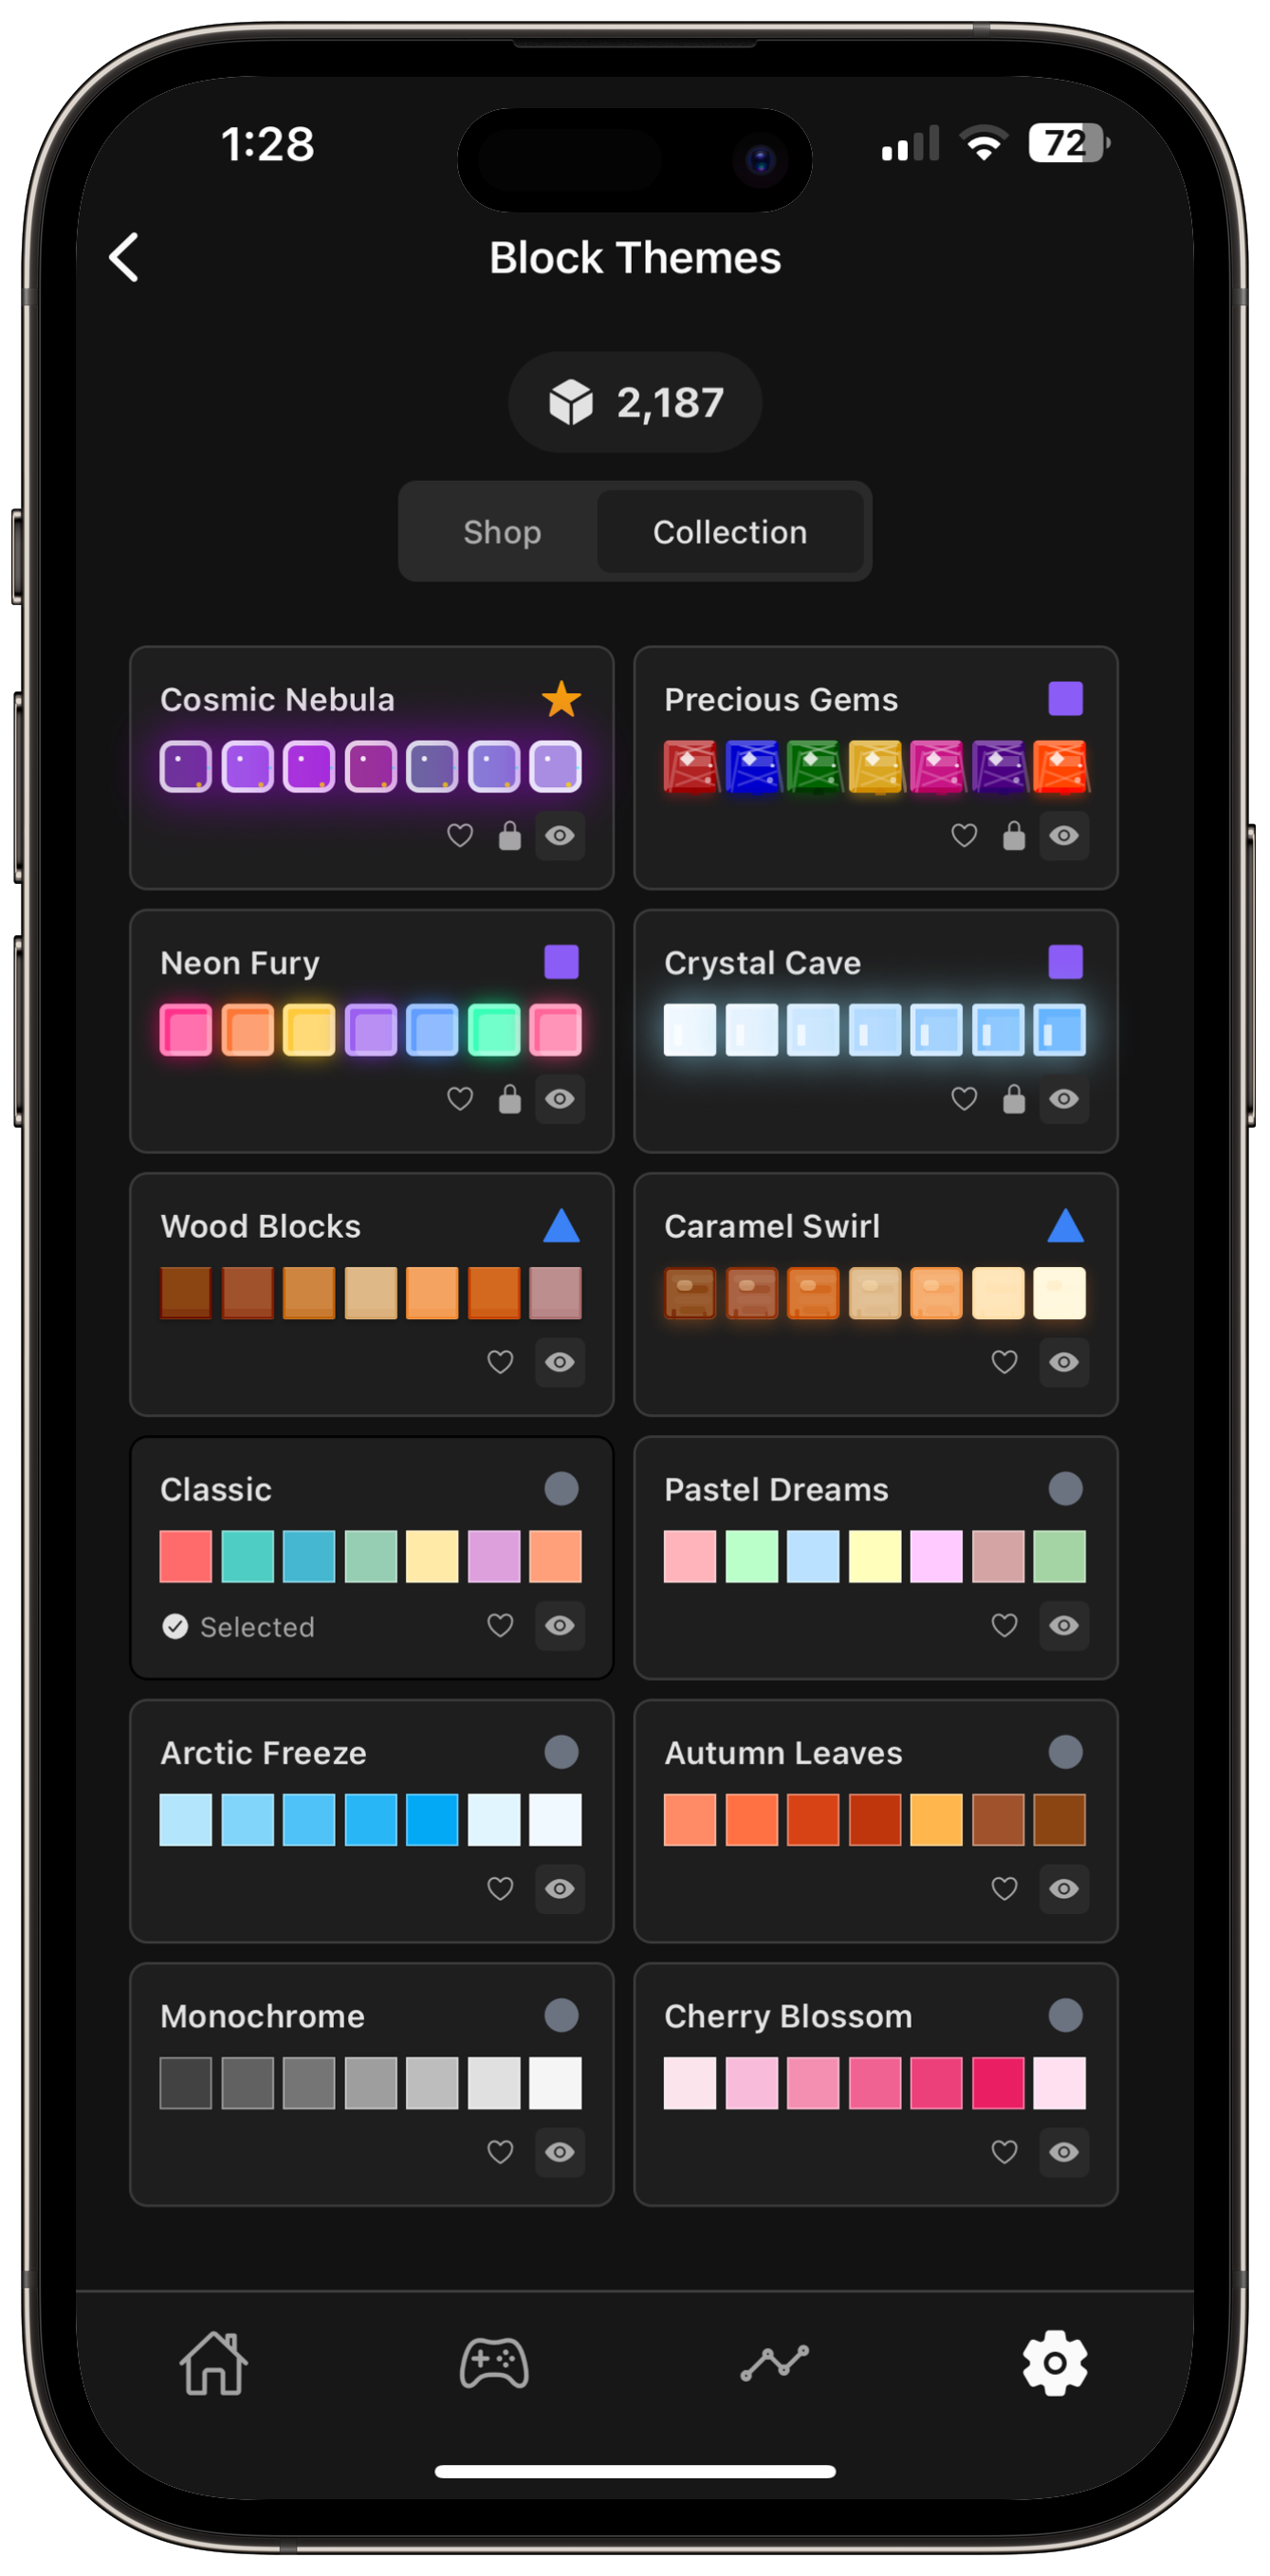 1:28
72
Block Themes
2,187
Shop Collection
Cosmic Nebula
Precious Gems
Neon Fury
Crystal Cave
Wood Blocks
Caramel Swirl
Classic
Selected
Pastel Dreams
Arctic Freeze
Autumn Leaves
Monochrome
Cherry Blossom